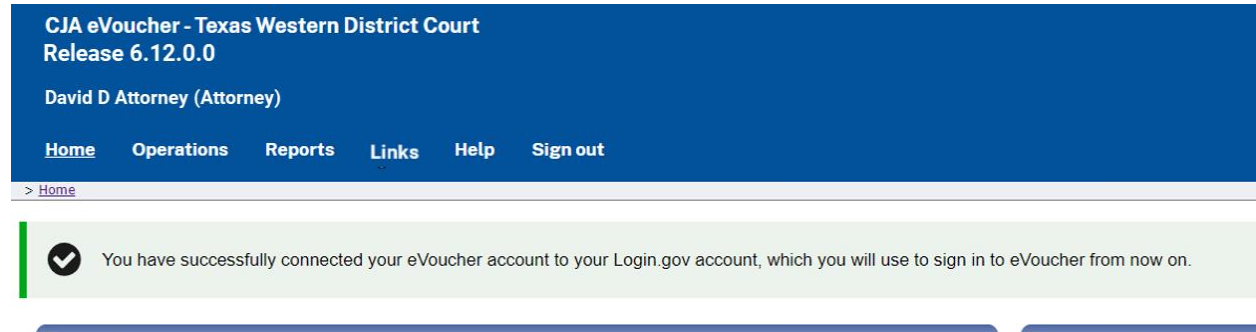 CJA eVoucher - Texas Western District Court
Release 6.12.0.0
David D Attorney (Attorney)
Home Operations Reports Links Help Sign out
> Home
You have successfully connected your eVoucher account to your Login.gov account, which you will use to sign in to eVoucher from now on.